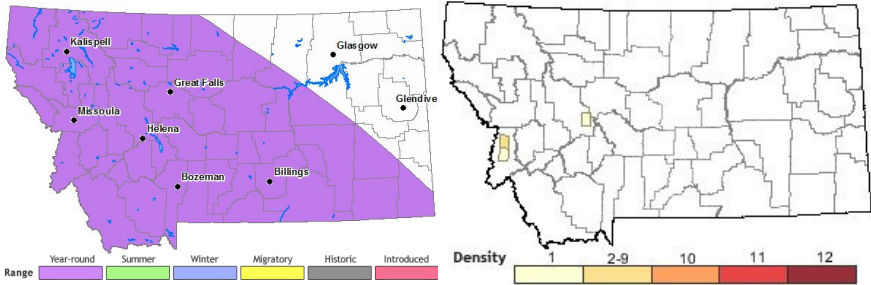 Kalispell
Glasgow
Great Falls
Glendive
Missoula
Helena
Bozeman
Billings
Year-round Summer Winter Migratory Historic Introduced
Range
Density 1 2-9 10 11 12